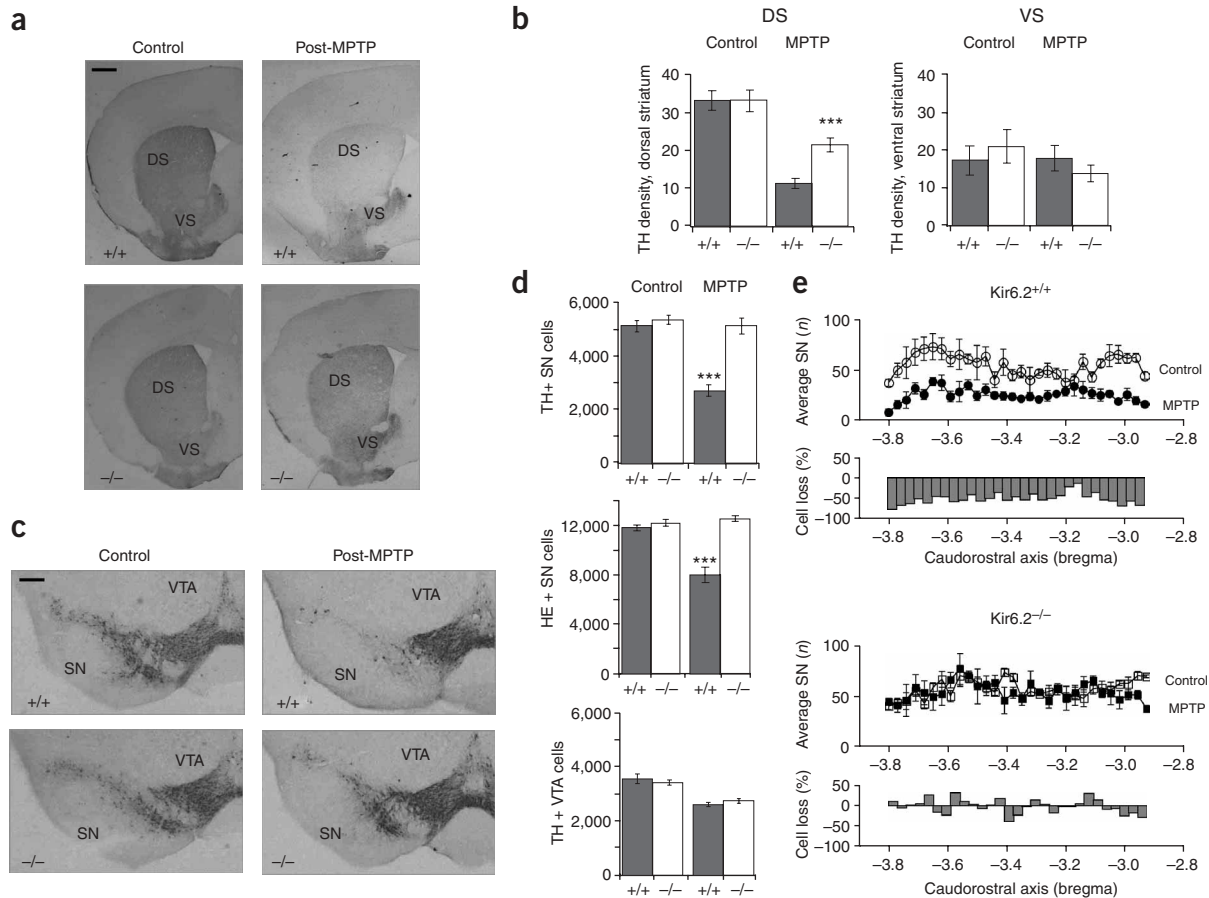 a
Control Post-MPTP
DS DS
VS VS
+/+ +/+
DS DS
VS VS
–/– –/–
b
DS VS
Control MPTP Control MPTP
TH density, dorsal striatum
40
30
20
10
0
***
+/+ –/– +/+ –/–
TH density, ventral striatum
40
30
20
10
0
+/+ –/– +/+ –/–
c
Control Post-MPTP
VTA VTA
SN SN
+/+ +/+
VTA VTA
SN SN
–/– –/–
d
Control MPTP
TH+ SN cells
6,000
4,000
2,000
0
***
+/+ –/– +/+ –/–
HE + SN cells
12,000
8,000
4,000
0
***
+/+ –/– +/+ –/–
TH + VTA cells
6,000
4,000
2,000
0
+/+ –/– +/+ –/–
e
Kir6.2+/+
Average SN (n)
100
50
0
Control
MPTP
–3.8 –3.6 –3.4 –3.2 –3.0 –2.8
Cell loss (%)
50
0
–50
–100
–3.8 –3.6 –3.4 –3.2 –3.0 –2.8
Caudorostral axis (bregma)
Kir6.2–/–
Average SN (n)
100
50
0
Control
MPTP
–3.8 –3.6 –3.4 –3.2 –3.0 –2.8
Cell loss (%)
50
0
–50
–100
–3.8 –3.6 –3.4 –3.2 –3.0 –2.8
Caudorostral axis (bregma)